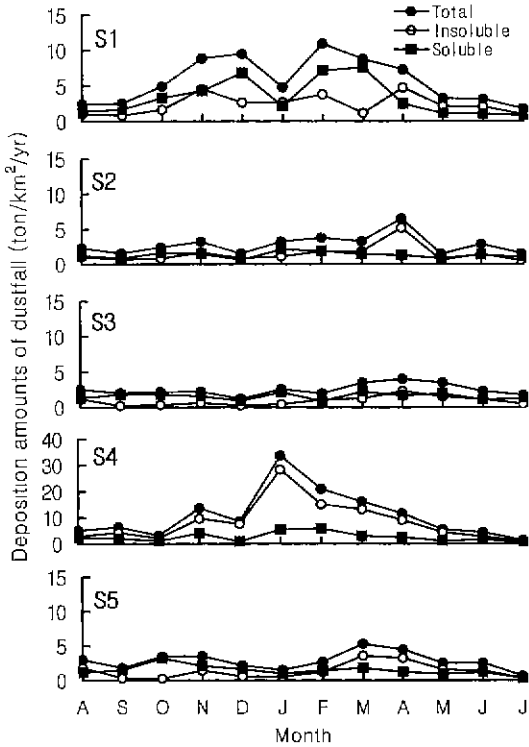 Total
Insoluble
Soluble
Deposition amounts of dustfall (ton/km²/yr)
S1
15
10
5
0
S2
15
10
5
0
S3
15
10
5
0
S4
40
30
20
10
0
S5
15
10
5
0
A S O N D J F M A M J J
Month